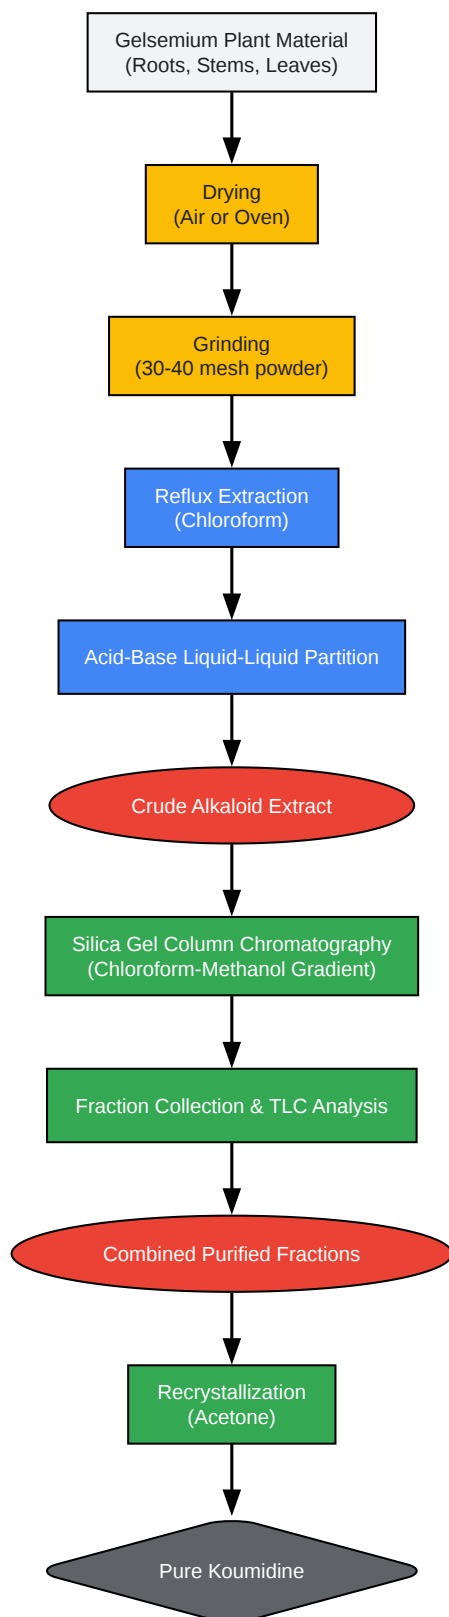 Gelsemium Plant Material
(Roots, Stems, Leaves)
Drying
(Air or Oven)
Grinding
(30-40 mesh powder)
Reflux Extraction
(Chloroform)
Acid-Base Liquid-Liquid Partition
Crude Alkaloid Extract
Silica Gel Column Chromatography
(Chloroform-Methanol Gradient)
Fraction Collection & TLC Analysis
Combined Purified Fractions
Recrystallization
(Acetone)
Pure Koumidine